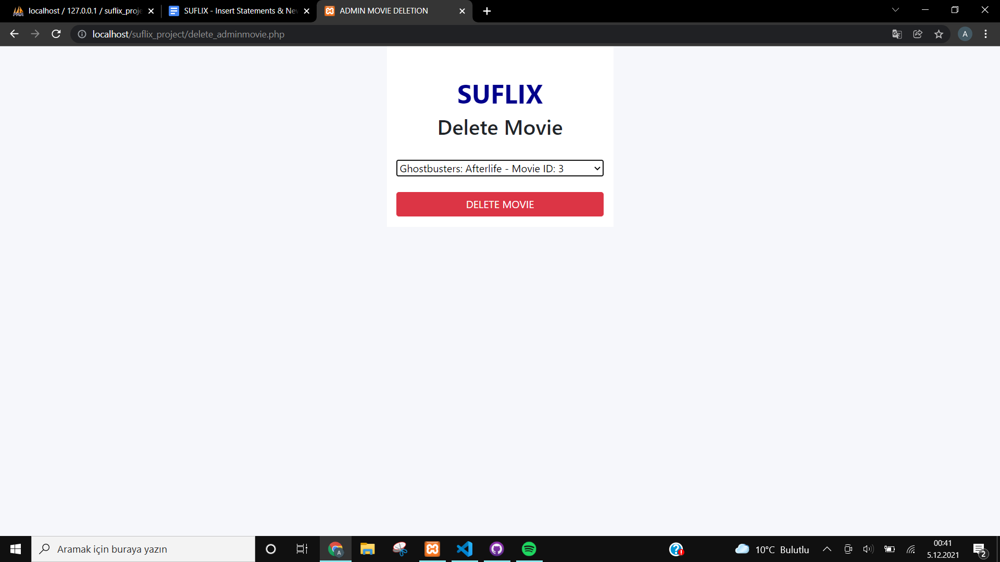 localhost / 127.0.0.1 / suflix_proje
SUFLIX - Insert Statements & Ne
ADMIN MOVIE DELETION
localhost/suflix_project/delete_adminmovie.php
A
SUFLIX
Delete Movie
Ghostbusters: Afterlife - Movie ID: 3
DELETE MOVIE
Aramak için buraya yazın
A
10°C Bulutlu
00:41
5.12.2021
2